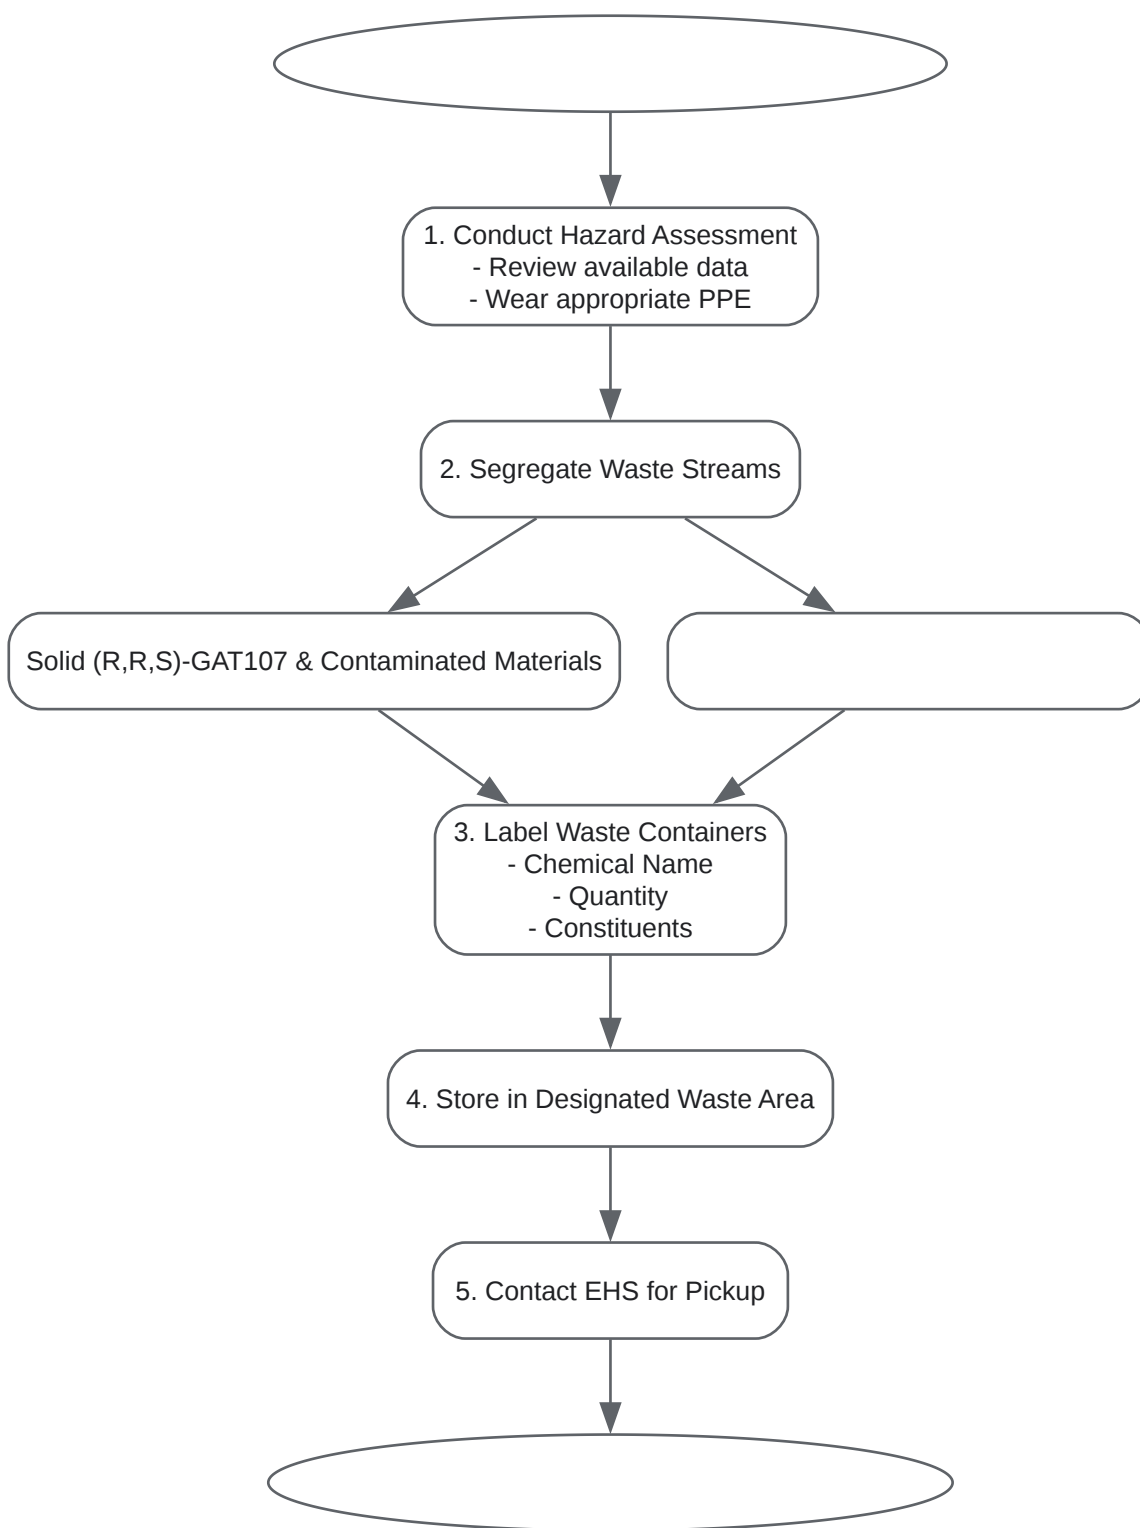 1. Conduct Hazard Assessment
- Review available data
- Wear appropriate PPE
2. Segregate Waste Streams
Solid (R,R,S)-GAT107 & Contaminated Materials
3. Label Waste Containers
- Chemical Name
- Quantity
- Constituents
4. Store in Designated Waste Area
5. Contact EHS for Pickup